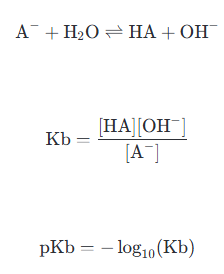 A⁻ + H₂O ⇌ HA + OH⁻
Kb = [HA][OH⁻] / [A⁻]
pKb = − log₁₀(Kb)